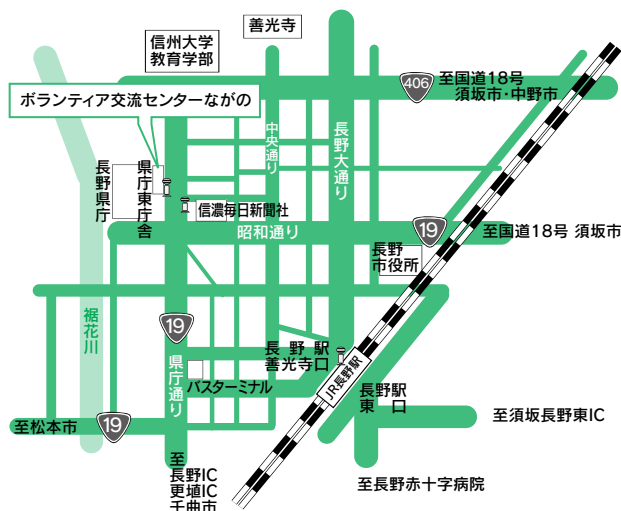 善光寺
信州大学
教育学部
406
至国道18号
須坂市・中野市
ボランティア交流センターながの
中央通り
長野大通り
長野県庁
県庁東庁舎
信濃毎日新聞社
昭和通り
19
至国道18号 須坂市
長野
市役所
裾花川
19
県庁通り
長野駅
善光寺口
バスターミナル
JR長野駅
長野駅
東口
至松本市
19
至須坂長野東IC
至
長野IC
更埴IC
千曲市
至長野赤十字病院